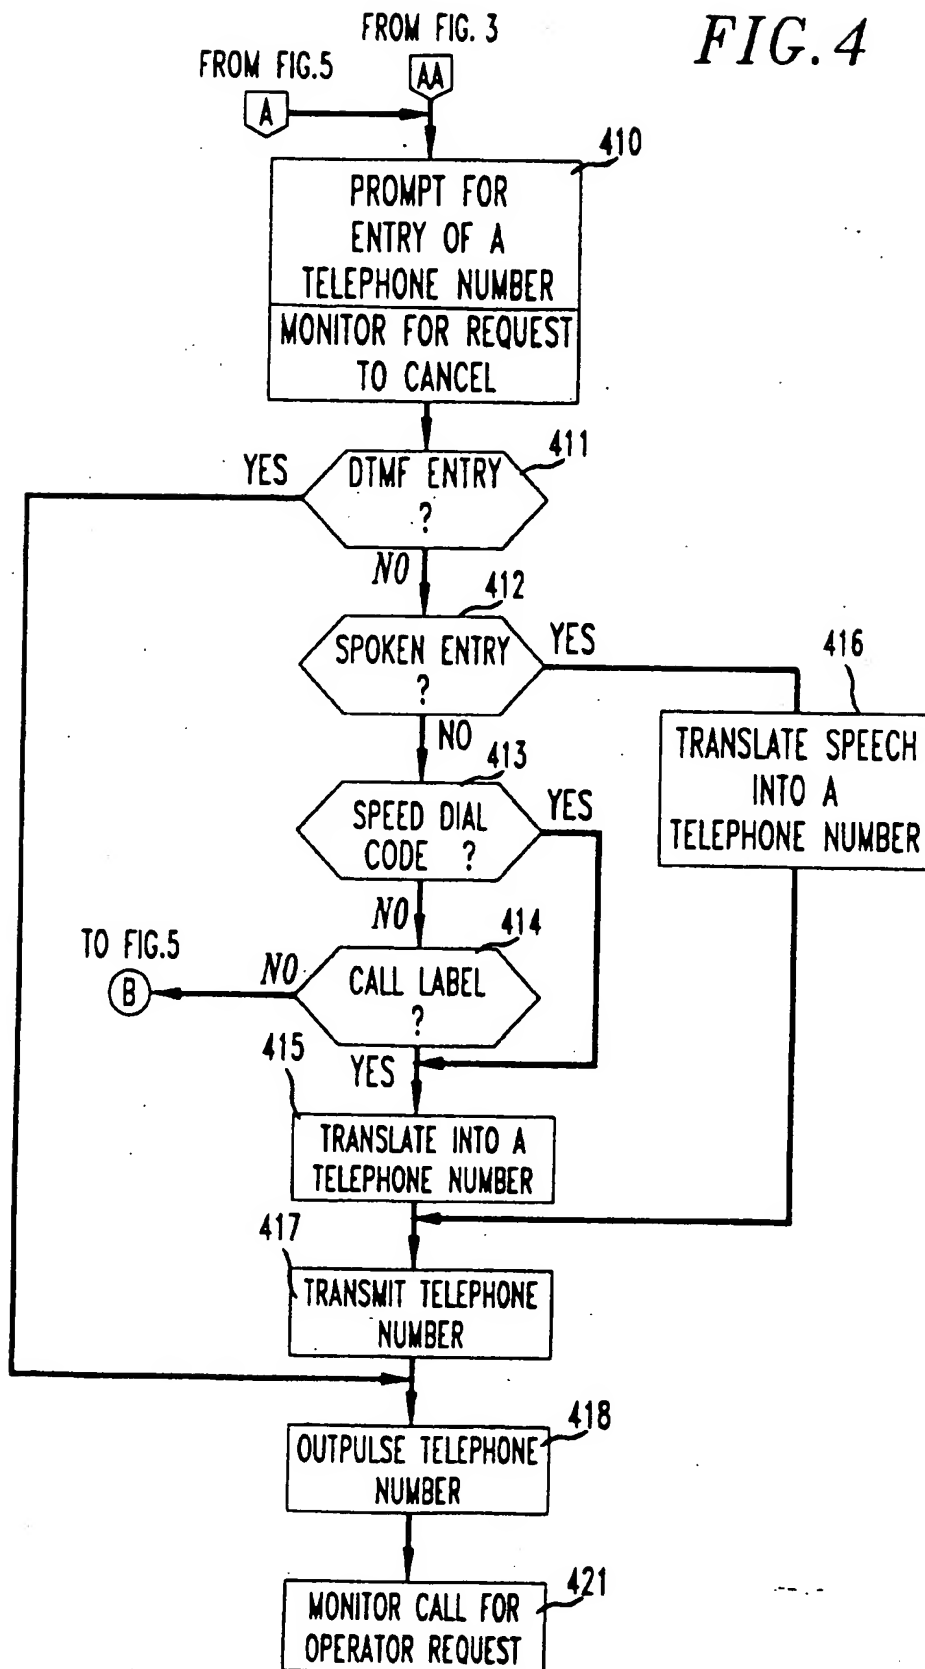 FROM FIG. 3
FIG. 4
FROM FIG.5
AA
A
410
PROMPT FOR
ENTRY OF A
TELEPHONE NUMBER
MONITOR FOR REQUEST
TO CANCEL
411
YES
DTMF ENTRY
?
NO
412
SPOKEN ENTRY
?
YES
416
TRANSLATE SPEECH
INTO A
TELEPHONE NUMBER
NO
413
SPEED DIAL
CODE ?
YES
NO
414
TO FIG.5
B
NO
CALL LABEL
?
415
YES
TRANSLATE INTO A
TELEPHONE NUMBER
417
TRANSMIT TELEPHONE
NUMBER
418
OUTPULSE TELEPHONE
NUMBER
421
MONITOR CALL FOR
OPERATOR REQUEST